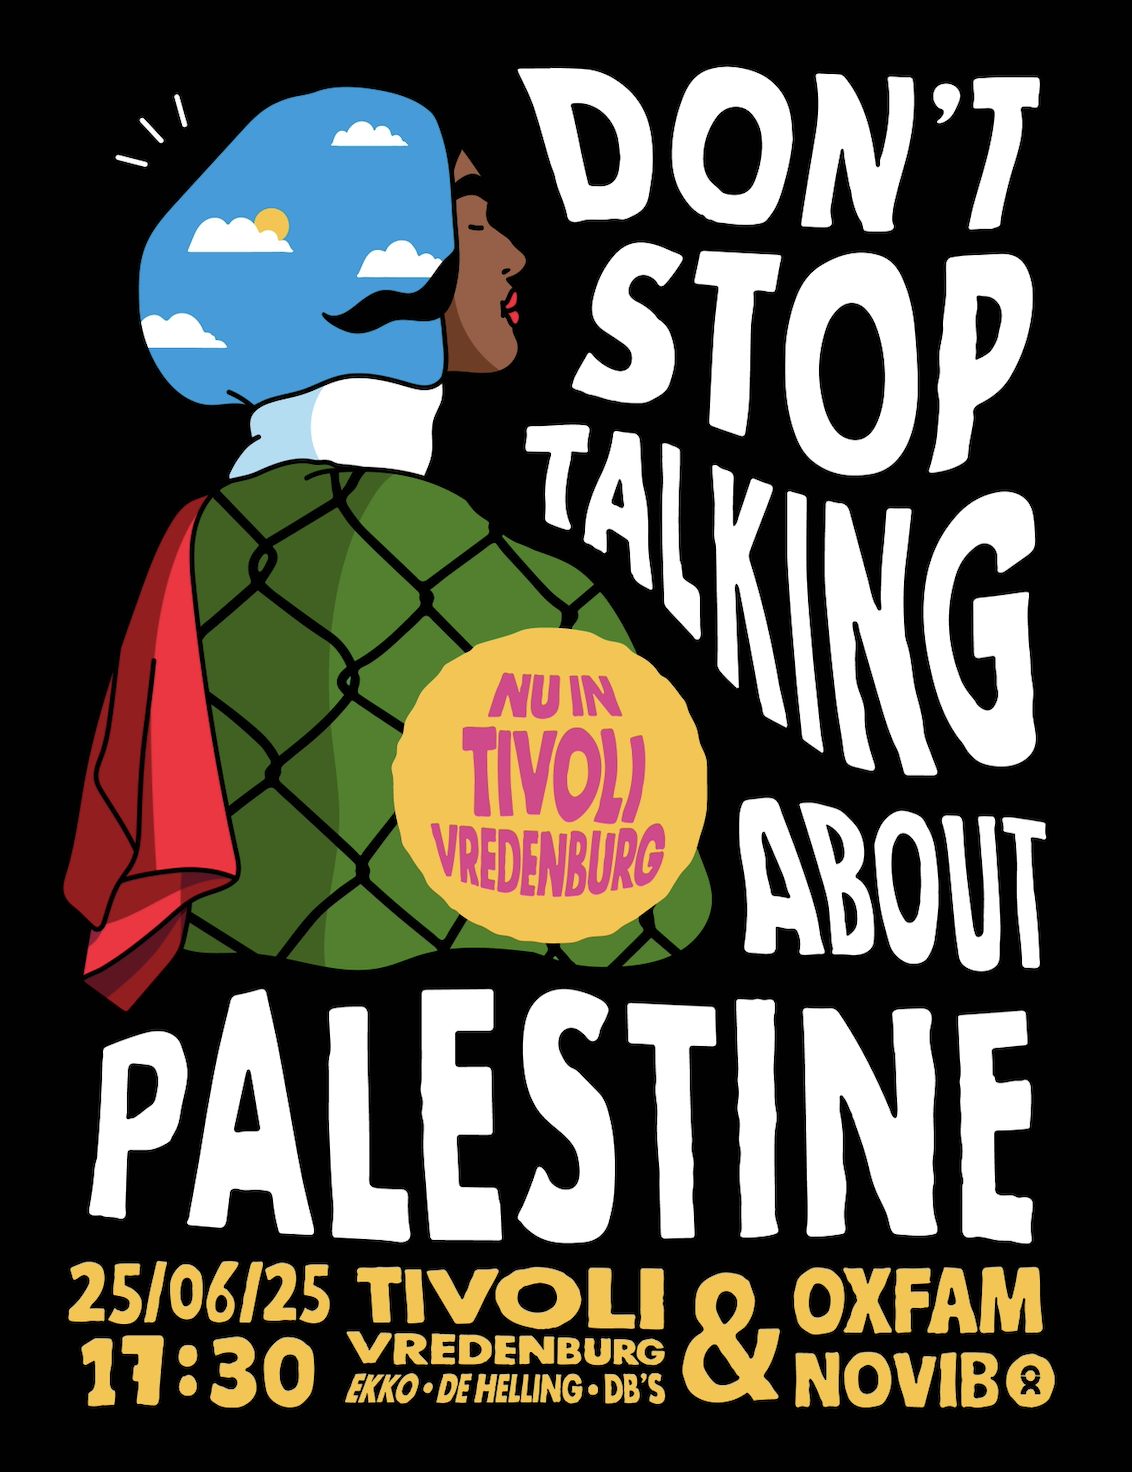 DON'T
STOP
TALKING
ABOUT
PALESTINE
NU IN
TIVOLI
VREDENBURG
25/06/25
17:30
TIVOLI
VREDENBURG
EKKO • DE HELLING • DB'S
&
OXFAM
NOVIB